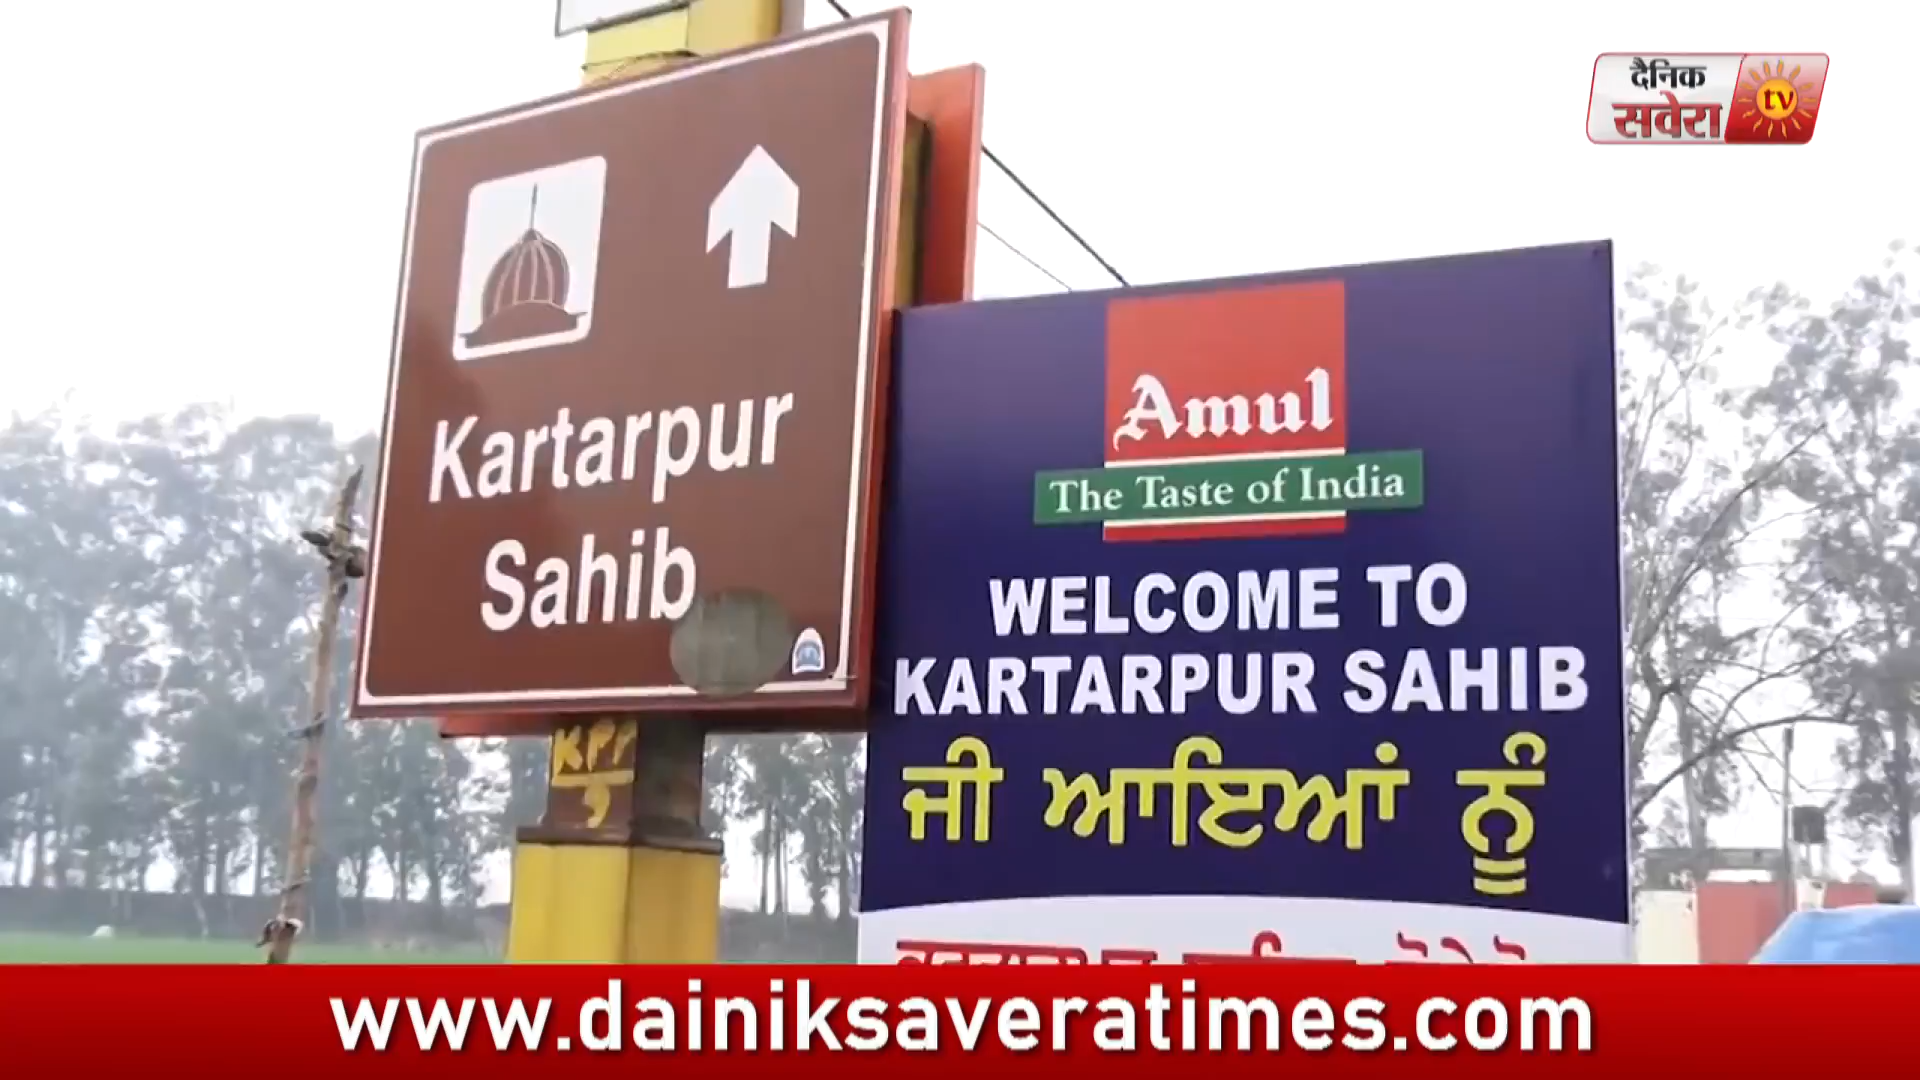 दैनिक
सवेरा tv
Kartarpur
Sahib
Amul
The Taste of India
WELCOME TO
KARTARPUR SAHIB
ਜੀ ਆਇਆਂ ਨੂੰ
www.dainiksaveratimes.com